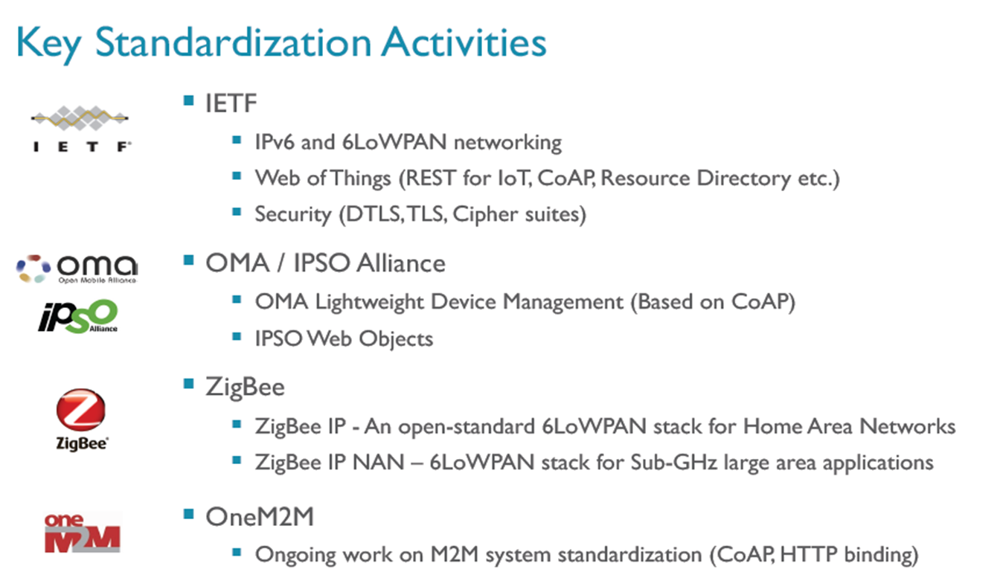 Key Standardization Activities
IETF
IETF®
IPv6 and 6LoWPAN networking
Web of Things (REST for IoT, CoAP, Resource Directory etc.)
Security (DTLS, TLS, Cipher suites)
oma
Open Mobile Alliance
OMA / IPSO Alliance
ipso
Alliance
OMA Lightweight Device Management (Based on CoAP)
IPSO Web Objects
ZigBee
Z
ZigBee®
ZigBee IP - An open-standard 6LoWPAN stack for Home Area Networks
ZigBee IP NAN – 6LoWPAN stack for Sub-GHz large area applications
one
M2M
OneM2M
Ongoing work on M2M system standardization (CoAP, HTTP binding)